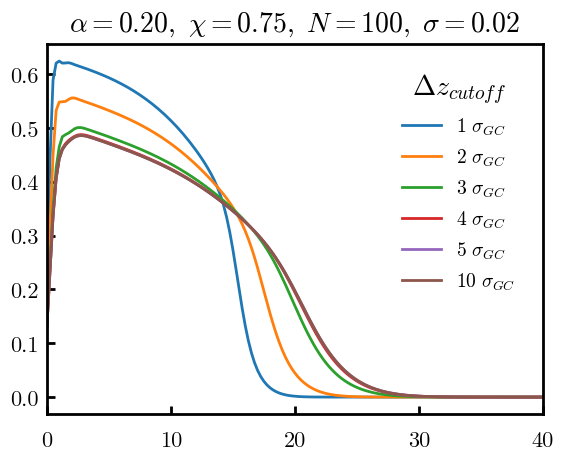 α = 0.20, χ = 0.75, N = 100, σ = 0.02
0.6
0.5
0.4
0.3
0.2
0.1
0.0
Δz_cutoff
1 σ_GC
2 σ_GC
3 σ_GC
4 σ_GC
5 σ_GC
10 σ_GC
0 10 20 30 40